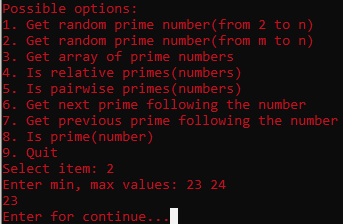 Possible options:
1. Get random prime number(from 2 to n)
2. Get random prime number(from m to n)
3. Get array of prime numbers
4. Is relative primes(numbers)
5. Is pairwise primes(numbers)
6. Get next prime following the number
7. Get previous prime following the number
8. Is prime(number)
9. Quit
Select item: 2
Enter min, max values: 23 24
23
Enter for continue...